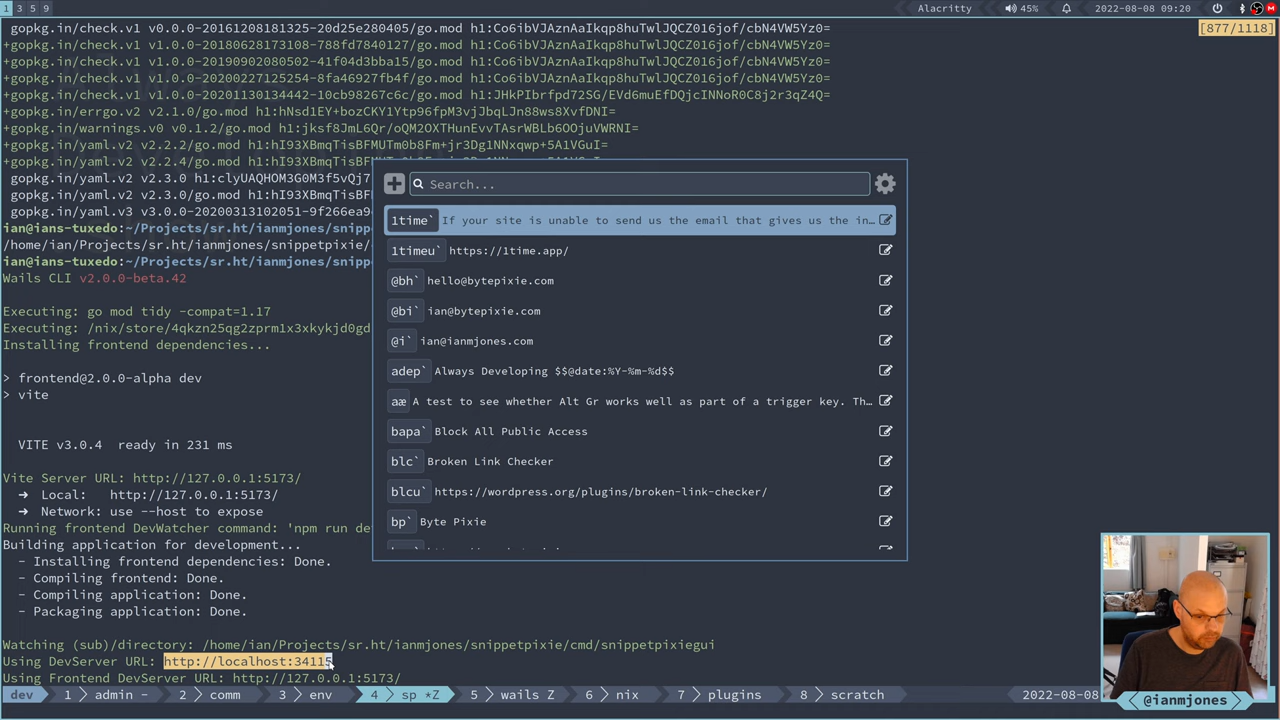 1 3 5 9
Alacritty 45% 2022-08-08 09:20
gopkg.in/check.v1 v0.0.0-20161208181325-20d25e280405/go.mod h1:Co6ibVJAznAaIkqp8huTwlJQCZ016jof/cbN4VW5Yz0=
[877/1118]
+gopkg.in/check.v1 v1.0.0-20180628173108-788fd7840127/go.mod h1:Co6ibVJAznAaIkqp8huTwlJQCZ016jof/cbN4VW5Yz0=
+gopkg.in/check.v1 v1.0.0-20190902080502-41f04d3bba15/go.mod h1:Co6ibVJAznAaIkqp8huTwlJQCZ016jof/cbN4VW5Yz0=
+gopkg.in/check.v1 v1.0.0-20200227125254-8fa46927fb4f/go.mod h1:Co6ibVJAznAaIkqp8huTwlJQCZ016jof/cbN4VW5Yz0=
+gopkg.in/check.v1 v1.0.0-20201130134442-10cb98267c6c/go.mod h1:JHkPIbrfpd72SG/EVd6muEfDQjcINNoR0C8j2r3qZ4Q=
+gopkg.in/errgo.v2 v2.1.0/go.mod h1:hNsd1EY+bozCKY1Ytp96fpM3vjJbqLJn88ws8XvfDNI=
+gopkg.in/warnings.v0 v0.1.2/go.mod h1:jksf8JmL6Qr/oQM2OXTHunEvvTAsrWBLb6OOjuVWRNI=
+gopkg.in/yaml.v2 v2.2.2/go.mod h1:hI93XBmqTisBFMUTm0b8Fm+jr3Dg1NNxqwp+5A1VGuI=
+gopkg.in/yaml.v2 v2.2.4/go.mod
gopkg.in/yaml.v2 v2.3.0 h1:clyUAQHOM3G0M3f5vQj7
gopkg.in/yaml.v2 v2.3.0/go.mod h1:hI93XBmqTisBF
gopkg.in/yaml.v3 v3.0.0-20200313102051-9f266ea9
ian@ians-tuxedo:~/Projects/sr.ht/ianmjones/snipp
/home/ian/Projects/sr.ht/ianmjones/snippetpixie/
ian@ians-tuxedo:~/Projects/sr.ht/ianmjones/snipp
Wails CLI v2.0.0-beta.42
Executing: go mod tidy -compat=1.17
Executing: /nix/store/4qkzn25qg2zprm1x3xkykjd0gd
Installing frontend dependencies...
> frontend@2.0.0-alpha dev
> vite
VITE v3.0.4 ready in 231 ms
Vite Server URL: http://127.0.0.1:5173/
➜ Local: http://127.0.0.1:5173/
➜ Network: use --host to expose
Running frontend DevWatcher command: 'npm run de
Building application for development...
- Installing frontend dependencies: Done.
- Compiling frontend: Done.
- Compiling application: Done.
- Packaging application: Done.
Watching (sub)/directory: /home/ian/Projects/sr.ht/ianmjones/snippetpixie/cmd/snippetpixiegui
Using DevServer URL: http://localhost:34115
Using Frontend DevServer URL: http://127.0.0.1:5173/
Search...
1time` If your site is unable to send us the email that gives us the in…
1timeu` https://1time.app/
@bh` hello@bytepixie.com
@bi` ian@bytepixie.com
@i` ian@ianmjones.com
adep` Always Developing $$@date:%Y-%m-%d$$
aæ A test to see whether Alt Gr works well as part of a trigger key. Th…
bapa` Block All Public Access
blc` Broken Link Checker
blcu` https://wordpress.org/plugins/broken-link-checker/
bp` Byte Pixie
dev 1 admin - 2 comm 3 env 4 sp *Z 5 wails Z 6 nix 7 plugins 8 scratch 2022-08-08
@ianmjones